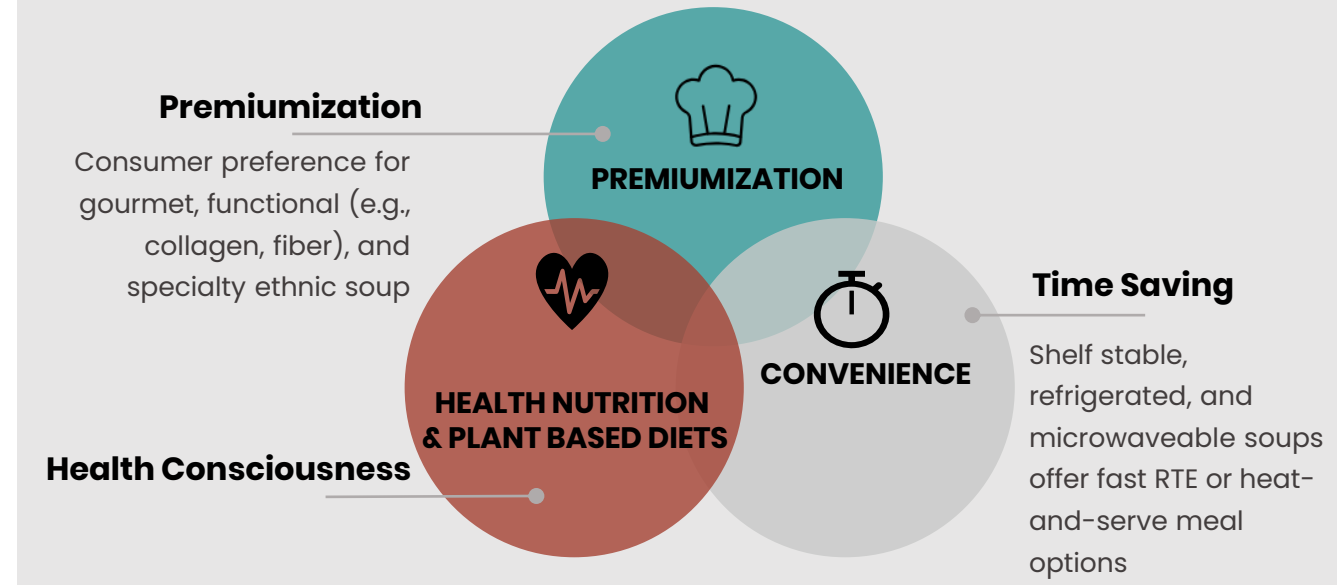 Premiumization
Consumer preference for
gourmet, functional (e.g.,
collagen, fiber), and
specialty ethnic soup
PREMIUMIZATION
HEALTH NUTRITION
& PLANT BASED DIETS
CONVENIENCE
Time Saving
Shelf stable,
refrigerated, and
microwaveable soups
offer fast RTE or heat-
and-serve meal
options
Health Consciousness